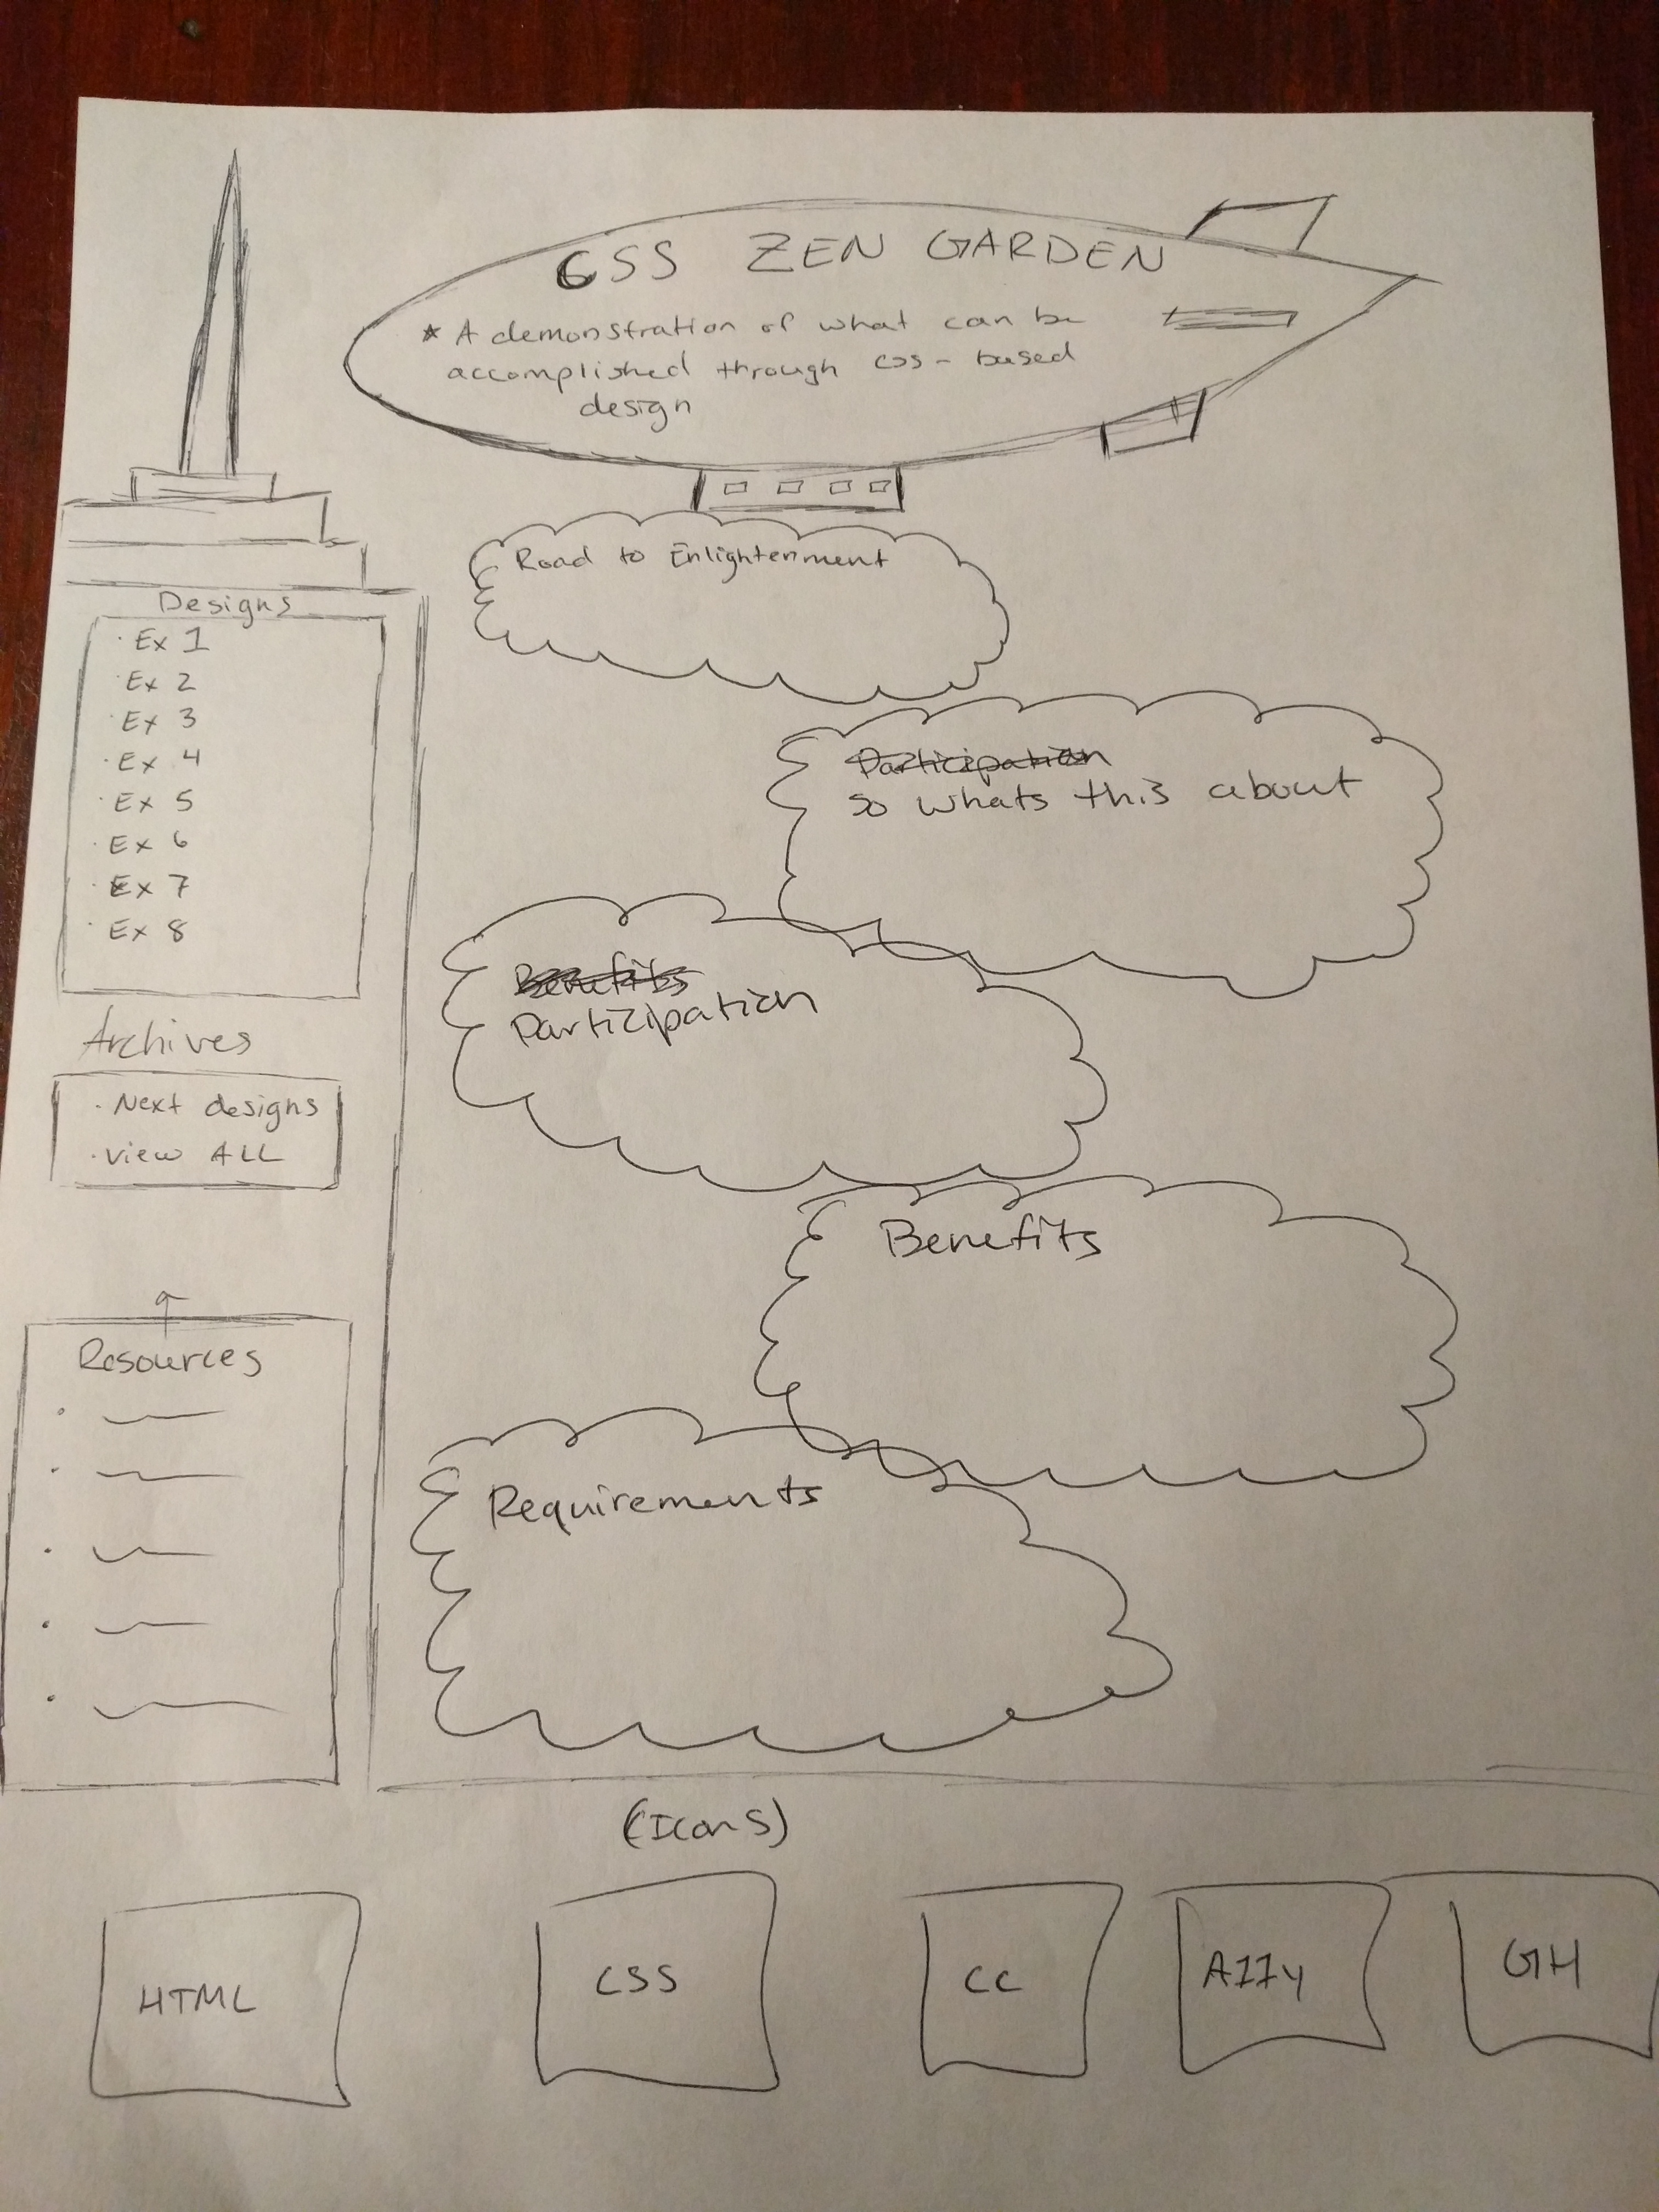 CSS ZEN GARDEN
* A demonstration of what can be
accomplished through css-based
design
Road to Enlightenment
Designs
· Ex 1
· Ex 2
· Ex 3
· Ex 4
· Ex 5
· Ex 6
· Ex 7
· Ex 8
Participation
so whats this about
Benefits
Participation
Archives
· Next designs
· View ALL
Benefits
Resources
Requirements
(Icons)
HTML
CSS
CC
A11y
GH